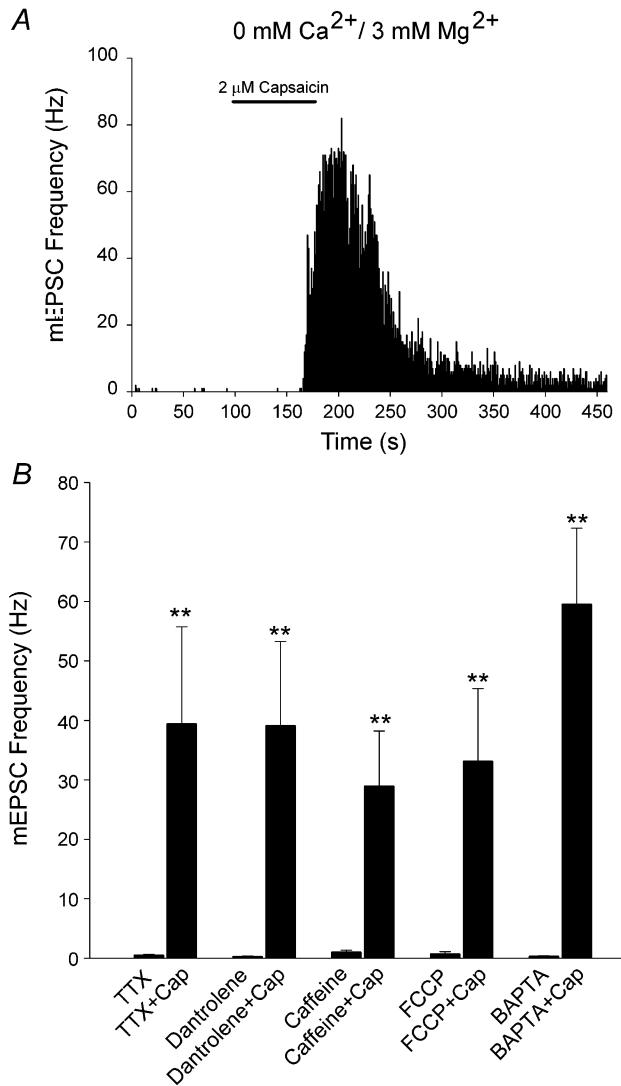 A
0 mM Ca2+/ 3 mM Mg2+
2 μM Capsaicin
mEPSC Frequency (Hz)
100
80
60
40
20
0
0 50 100 150 200 250 300 350 400 450
Time (s)
B
mEPSC Frequency (Hz)
80
70
60
50
40
30
20
10
0
** ** ** ** **
TTX
TTX+Cap
Dantrolene
Dantrolene+Cap
Caffeine
Caffeine+Cap
FCCP
FCCP+Cap
BAPTA
BAPTA+Cap